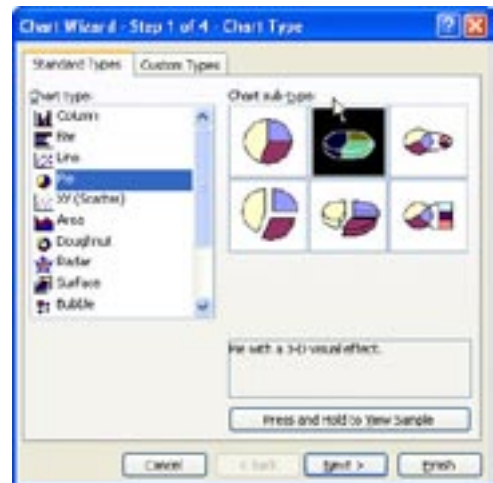 Chart Wizard - Step 1 of 4 - Chart Type
Standard Types
Custom Types
Chart type:
Chart sub-type:
Column
Bar
Line
Pie
XY (Scatter)
Area
Doughnut
Radar
Surface
Bubble
Pie with a 3-D visual effect.
Press and Hold to View Sample
Cancel
< Back
Next >
Finish